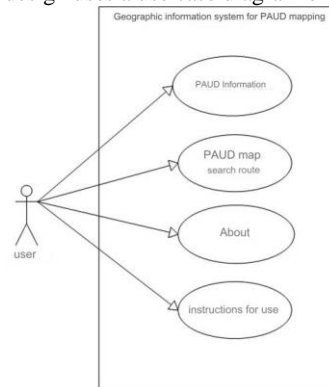 Geographic information system for PAUD mapping
PAUD Information
PAUD map
search route
About
instructions for use
user